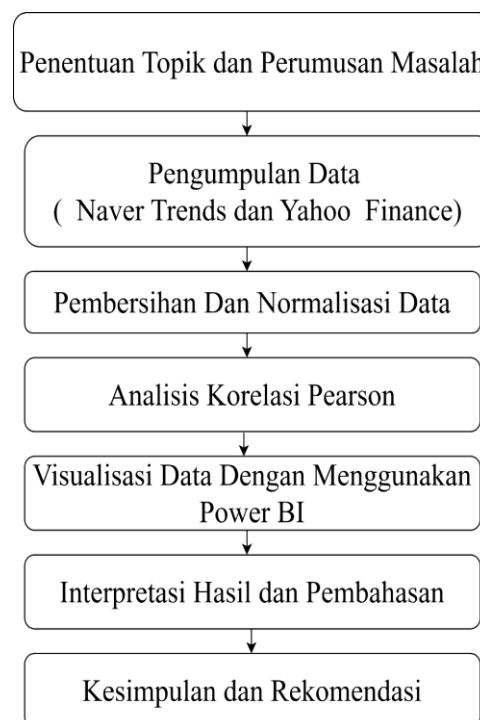 Penentuan Topik dan Perumusan Masalah
Pengumpulan Data
( Naver Trends dan Yahoo Finance)
Pembersihan Dan Normalisasi Data
Analisis Korelasi Pearson
Visualisasi Data Dengan Menggunakan
Power BI
Interpretasi Hasil dan Pembahasan
Kesimpulan dan Rekomendasi